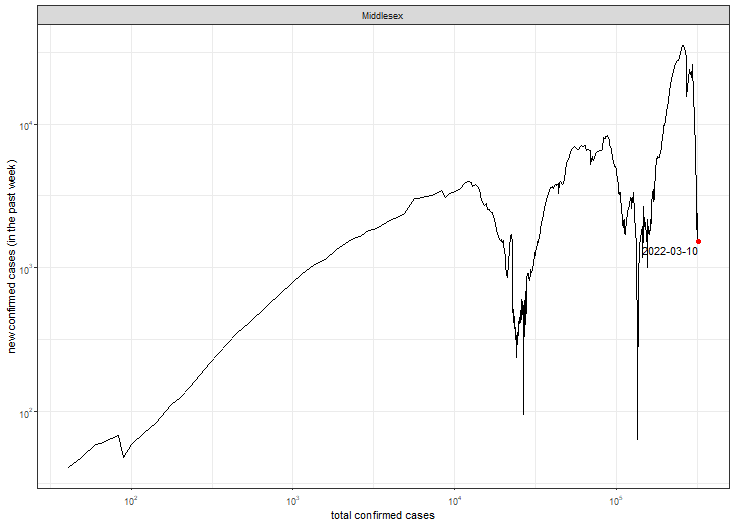 Middlesex
new confirmed cases (in the past week)
10⁴
10³
10²
2022-03-10
10² 10³ 10⁴ 10⁵
total confirmed cases